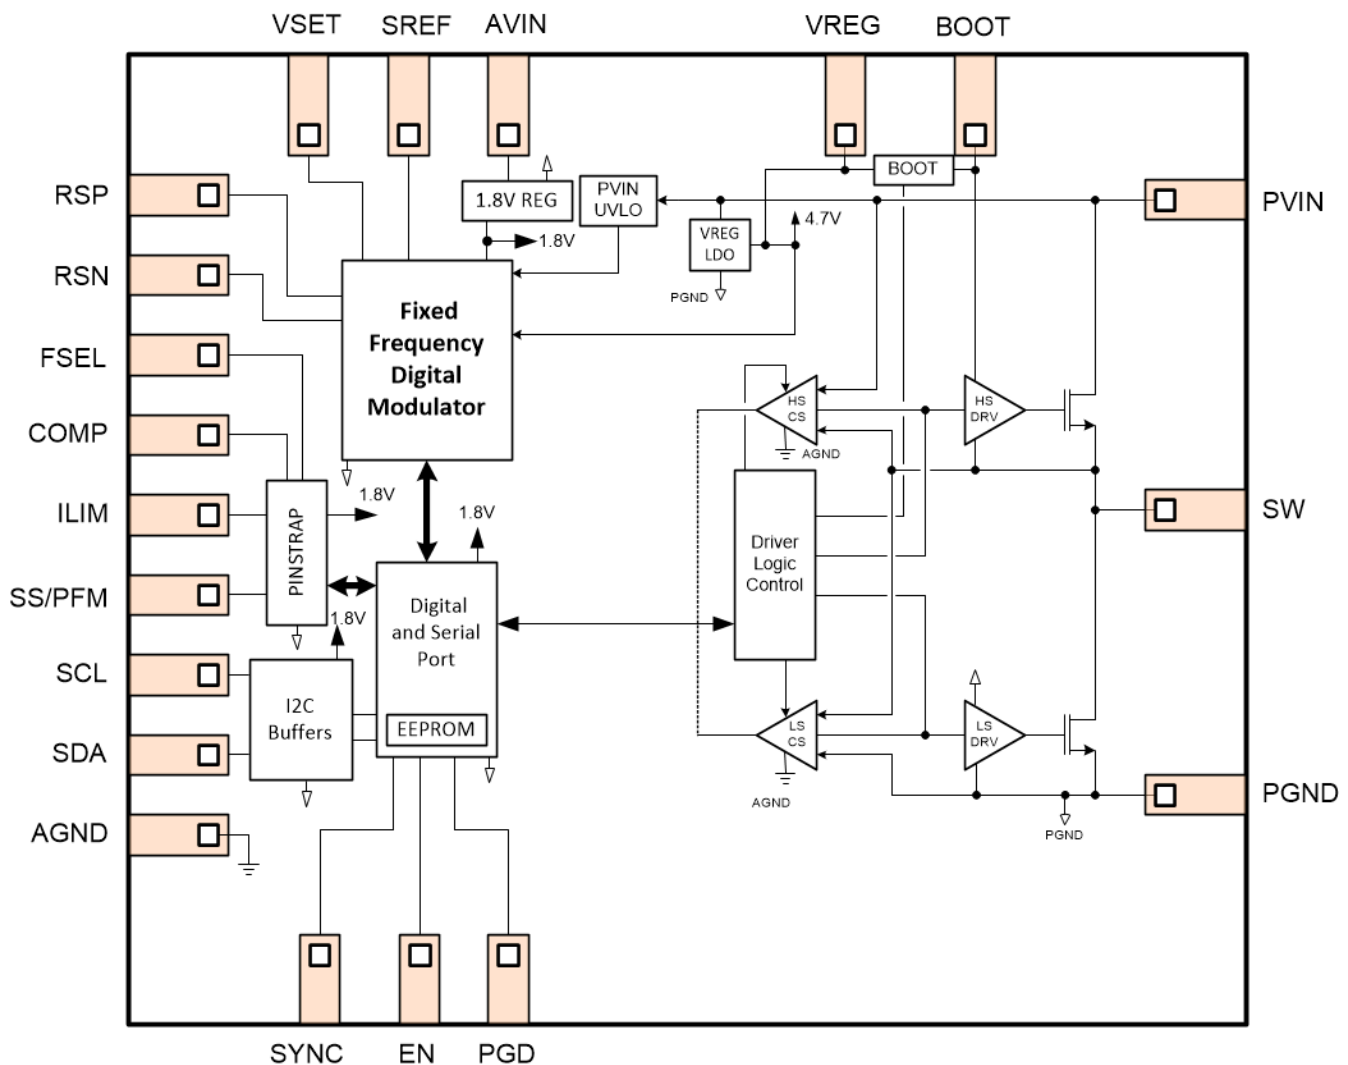 VSET
SREF
AVIN
VREG
BOOT
RSP
RSN
FSEL
COMP
ILIM
SS/PFM
SCL
SDA
AGND
SYNC
EN
PGD
PVIN
SW
PGND
1.8V REG
PVIN
UVLO
BOOT
1.8V
VREG
LDO
4.7V
PGND
Fixed
Frequency
Digital
Modulator
HS
CS
AGND
HS
DRV
1.8V
1.8V
PINSTRAP
Driver
Logic
Control
Digital
and Serial
Port
1.8V
I2C
Buffers
EEPROM
LS
CS
AGND
LS
DRV
PGND